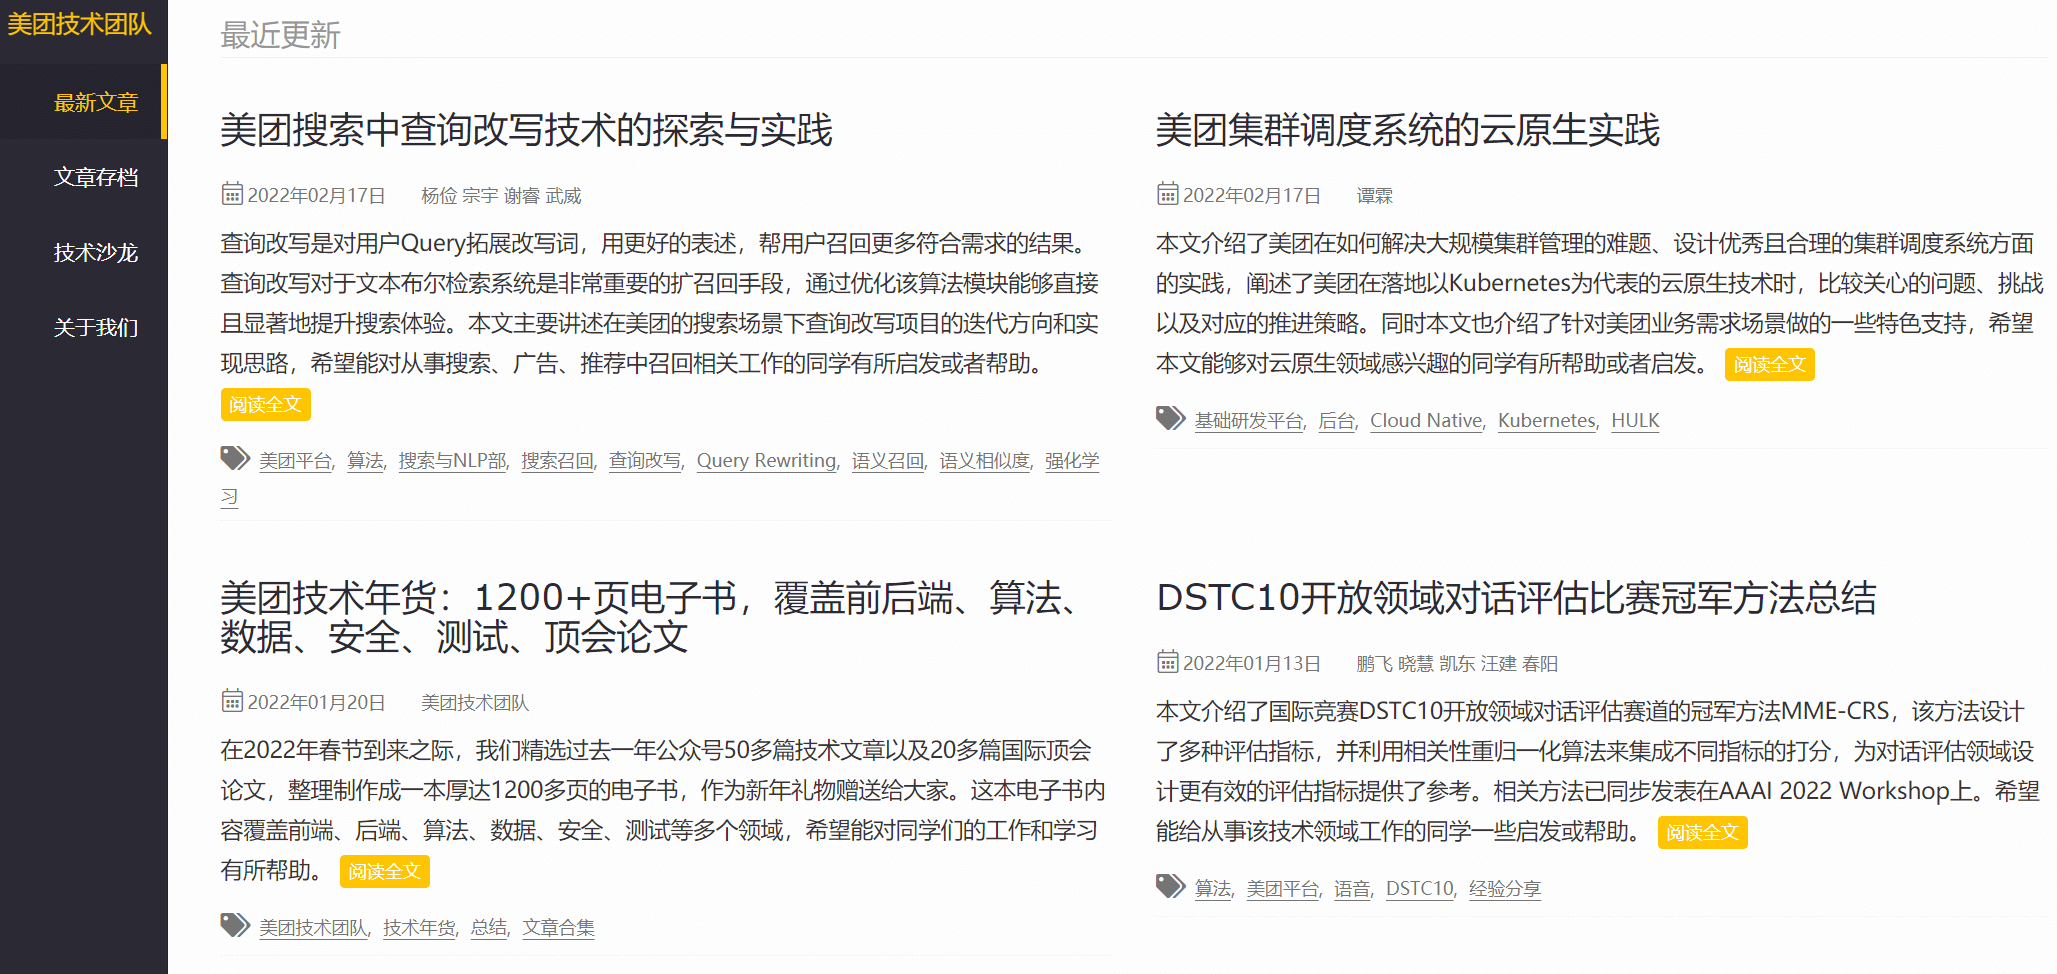 美团技术团队
最新文章
文章存档
技术沙龙
关于我们
最近更新
美团搜索中查询改写技术的探索与实践
2022年02月17日 杨俭 宗宇 谢睿 武威
查询改写是对用户Query拓展改写词，用更好的表述，帮用户召回更多符合需求的结果。
查询改写对于文本布尔检索系统是非常重要的扩召回手段，通过优化该算法模块能够直接
且显著地提升搜索体验。本文主要讲述在美团的搜索场景下查询改写项目的迭代方向和实
现思路，希望能对从事搜索、广告、推荐中召回相关工作的同学有所启发或者帮助。
阅读全文
美团平台, 算法, 搜索与NLP部, 搜索召回, 查询改写, Query Rewriting, 语义召回, 语义相似度, 强化学
习
美团集群调度系统的云原生实践
2022年02月17日 谭霖
本文介绍了美团在如何解决大规模集群管理的难题、设计优秀且合理的集群调度系统方面
的实践，阐述了美团在落地以Kubernetes为代表的云原生技术时，比较关心的问题、挑战
以及对应的推进策略。同时本文也介绍了针对美团业务需求场景做的一些特色支持，希望
本文能够对云原生领域感兴趣的同学有所帮助或者启发。 阅读全文
基础研发平台, 后台, Cloud Native, Kubernetes, HULK
美团技术年货：1200+页电子书，覆盖前后端、算法、
数据、安全、测试、顶会论文
2022年01月20日 美团技术团队
在2022年春节到来之际，我们精选过去一年公众号50多篇技术文章以及20多篇国际顶会
论文，整理制作成一本厚达1200多页的电子书，作为新年礼物赠送给大家。这本电子书内
容覆盖前端、后端、算法、数据、安全、测试等多个领域，希望能对同学们的工作和学习
有所帮助。 阅读全文
美团技术团队, 技术年货, 总结, 文章合集
DSTC10开放领域对话评估比赛冠军方法总结
2022年01月13日 鹏飞 晓慧 凯东 汪建 春阳
本文介绍了国际竞赛DSTC10开放领域对话评估赛道的冠军方法MME-CRS，该方法设计
了多种评估指标，并利用相关性重归一化算法来集成不同指标的打分，为对话评估领域设
计更有效的评估指标提供了参考。相关方法已同步发表在AAAI 2022 Workshop上。希望
能给从事该技术领域工作的同学一些启发或帮助。 阅读全文
算法, 美团平台, 语音, DSTC10, 经验分享